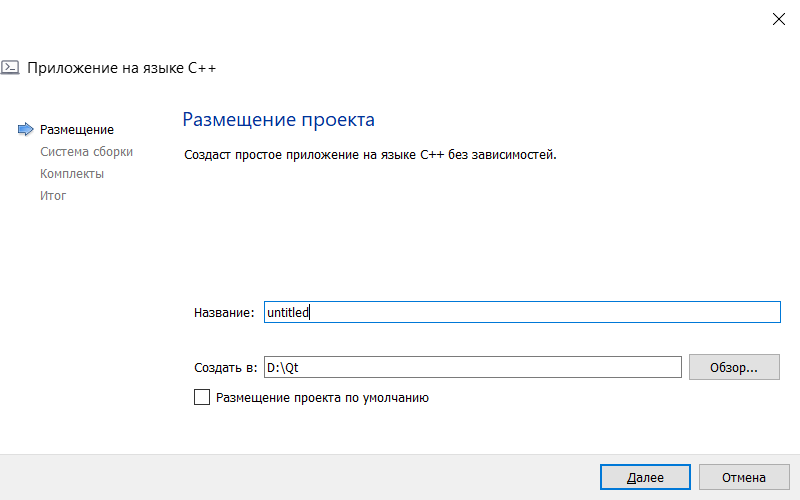 Приложение на языке C++
Размещение
Система сборки
Комплекты
Итог
Размещение проекта
Создаст простое приложение на языке C++ без зависимостей.
Название: untitled
Создать в: D:\Qt Обзор...
Размещение проекта по умолчанию
Далее Отмена